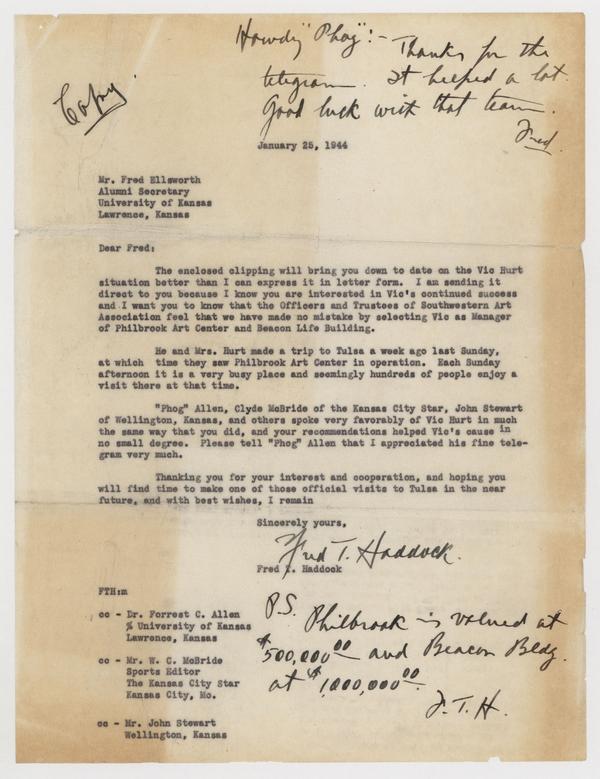 Howdy "Phog":- Thanks for the
telegram. It helped a lot.
Good luck with that team.
Fred.
Copy.
January 25, 1944
Mr. Fred Ellsworth
Alumni Secretary
University of Kansas
Lawrence, Kansas
Dear Fred:
The enclosed clipping will bring you down to date on the Vic Hurt
situation better than I can express it in letter form. I am sending it
direct to you because I know you are interested in Vic's continued success
and I want you to know that the Officers and Trustees of Southwestern Art
Association feel that we have made no mistake by selecting Vic as Manager
of Philbrook Art Center and Beacon Life Building.
He and Mrs. Hurt made a trip to Tulsa a week ago last Sunday,
at which time they saw Philbrook Art Center in operation. Each Sunday
afternoon it is a very busy place and seemingly hundreds of people enjoy a
visit there at that time.
"Phog" Allen, Clyde McBride of the Kansas City Star, John Stewart
of Wellington, Kansas, and others spoke very favorably of Vic Hurt in much
the same way that you did, and your recommendations helped Vic's cause in
no small degree. Please tell "Phog" Allen that I appreciated his fine tele-
gram very much.
Thanking you for your interest and cooperation, and hoping you
will find time to make one of those official visits to Tulsa in the near
future, and with best wishes, I remain
Sincerely yours,
Fred T. Haddock.
Fred T. Haddock
FTH:m
cc - Dr. Forrest C. Allen
% University of Kansas
Lawrence, Kansas
cc - Mr. W. C. McBride
Sports Editor
The Kansas City Star
Kansas City, Mo.
cc - Mr. John Stewart
Wellington, Kansas
P.S. Philbrook is valued at
$500,000.00 and Beacon Bldg.
at $1,000,000.00.
F.T.H.